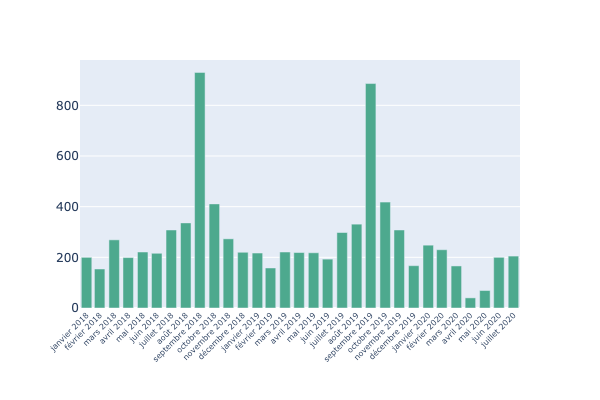 800
600
400
200
0
janvier 2018
février 2018
mars 2018
avril 2018
mai 2018
juin 2018
juillet 2018
août 2018
septembre 2018
octobre 2018
novembre 2018
décembre 2018
janvier 2019
février 2019
mars 2019
avril 2019
mai 2019
juin 2019
juillet 2019
août 2019
septembre 2019
octobre 2019
novembre 2019
décembre 2019
janvier 2020
février 2020
mars 2020
avril 2020
mai 2020
juin 2020
juillet 2020